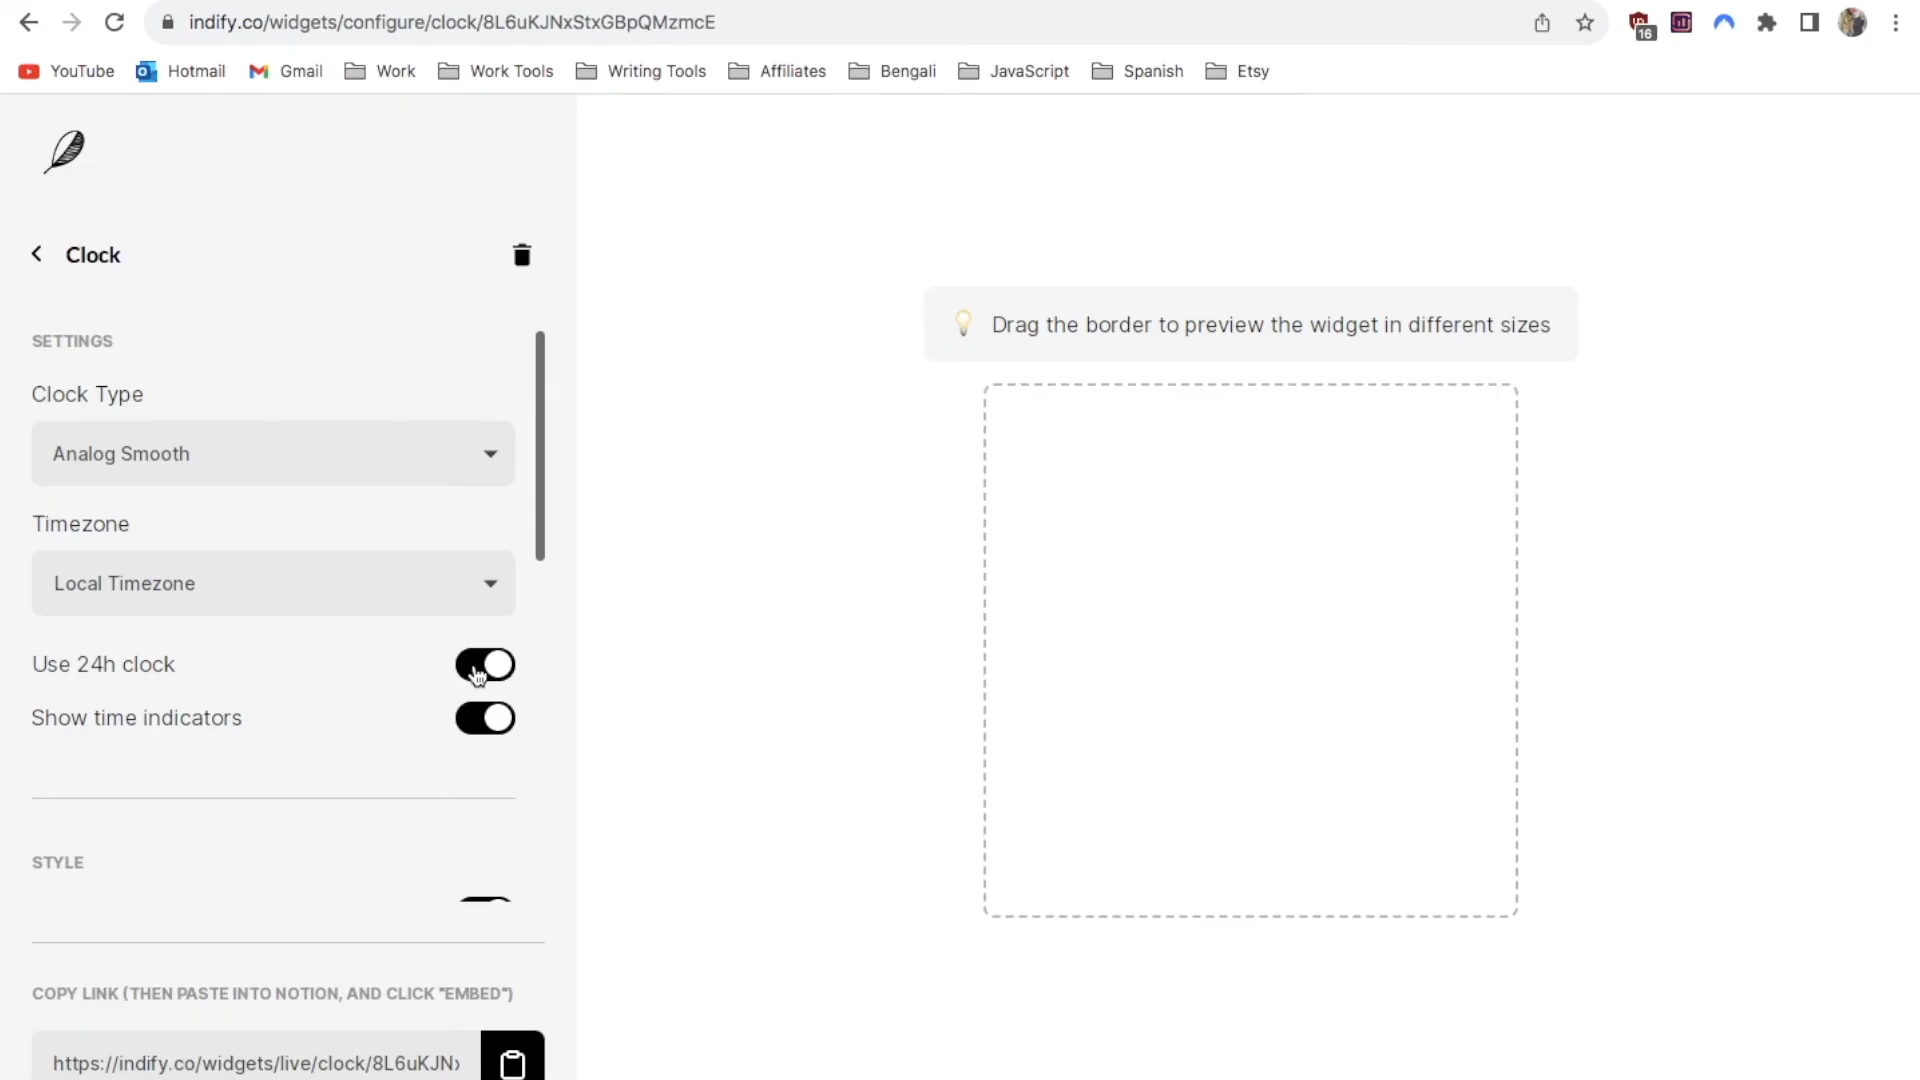 indify.co/widgets/configure/clock/8L6uKJNxStxGBpQMzmcE
16
YouTube Hotmail Gmail Work Work Tools Writing Tools Affiliates Bengali JavaScript Spanish Etsy
Clock
SETTINGS
Clock Type
Analog Smooth
Timezone
Local Timezone
Use 24h clock
Show time indicators
STYLE
COPY LINK (THEN PASTE INTO NOTION, AND CLICK "EMBED")
https://indify.co/widgets/live/clock/8L6uKJN
Drag the border to preview the widget in different sizes